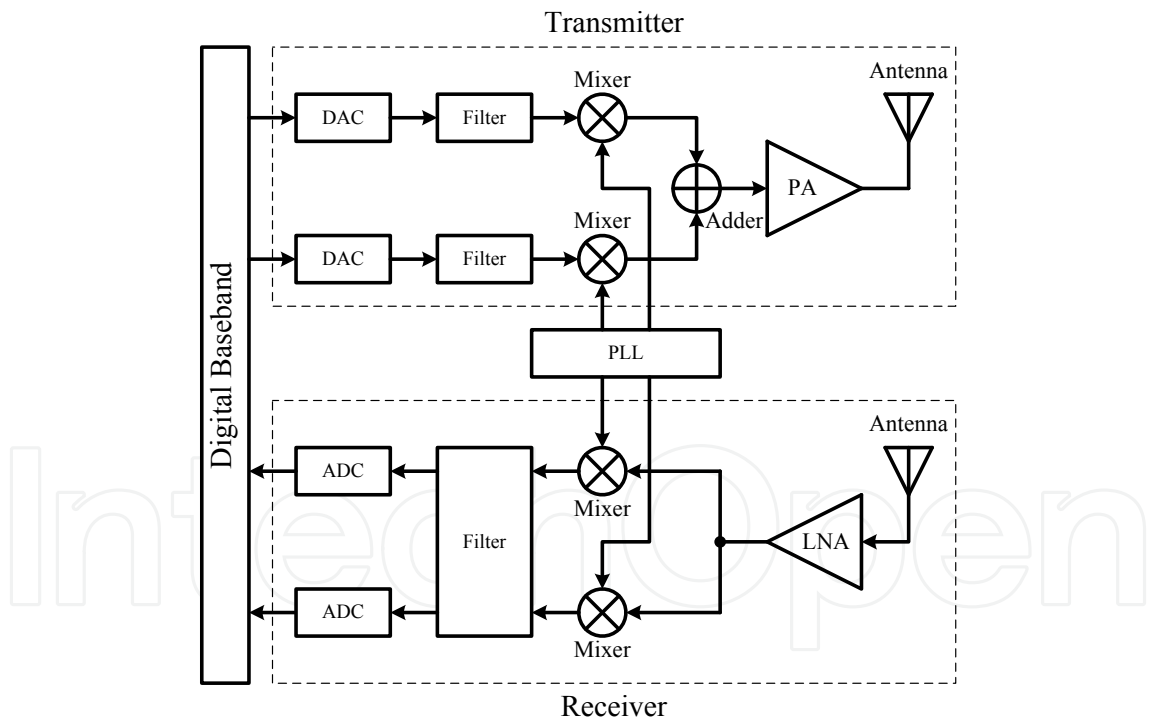 Transmitter
Antenna
Mixer
DAC
Filter
PA
Mixer
Adder
DAC
Filter
Digital Baseband
PLL
Antenna
ADC
Mixer
Filter
LNA
ADC
Mixer
Receiver
IntechOpen